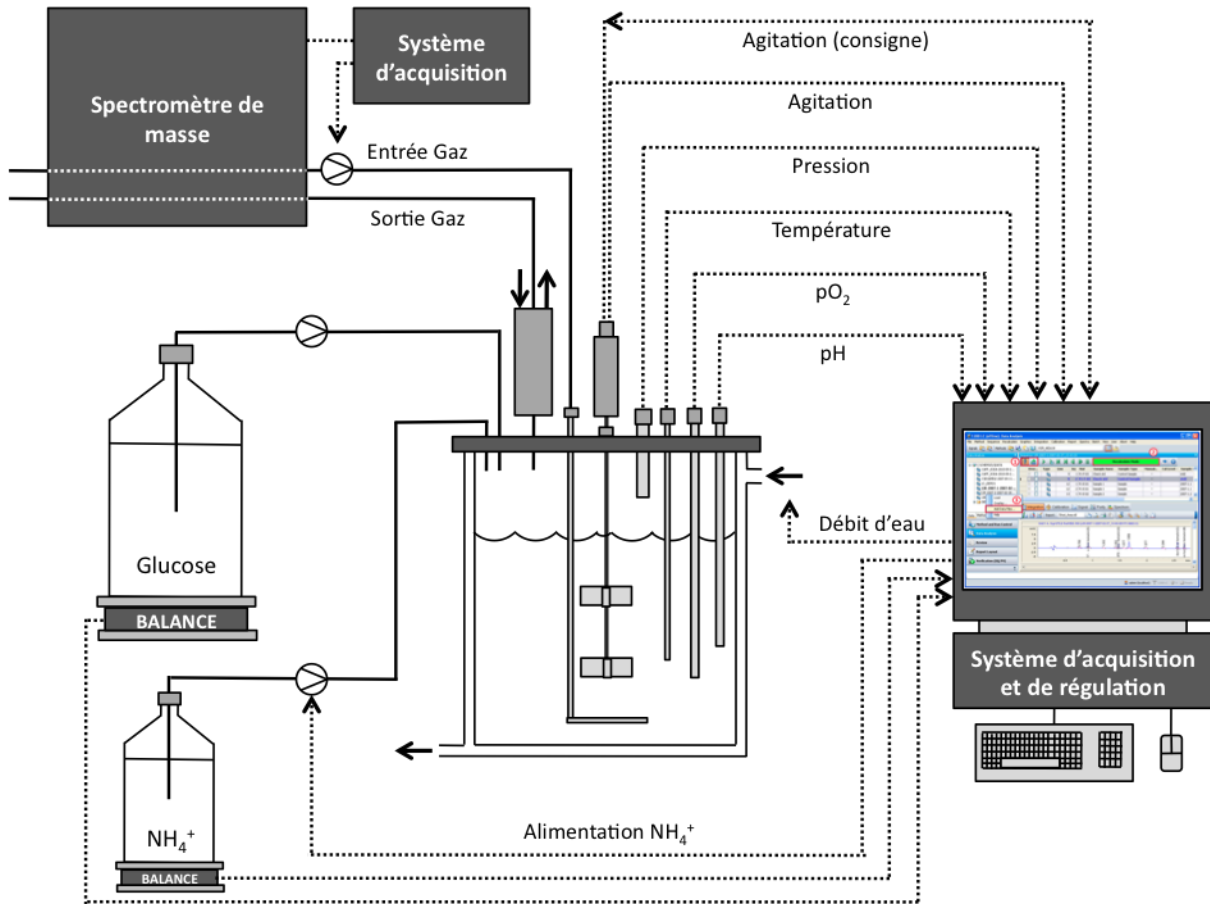 Système
d'acquisition
Spectromètre de
masse
Entrée Gaz
Sortie Gaz
Agitation (consigne)
Agitation
Pression
Température
pO₂
pH
Débit d'eau
Glucose
BALANCE
NH₄⁺
BALANCE
Alimentation NH₄⁺
Système d'acquisition
et de régulation